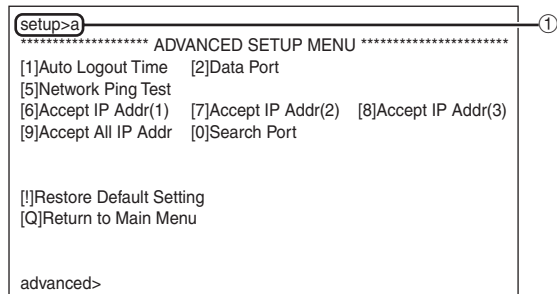 setup>a ①
******************** ADVANCED SETUP MENU ***********************
[1]Auto Logout Time [2]Data Port
[5]Network Ping Test
[6]Accept IP Addr(1) [7]Accept IP Addr(2) [8]Accept IP Addr(3)
[9]Accept All IP Addr [0]Search Port
[!]Restore Default Setting
[Q]Return to Main Menu
advanced>